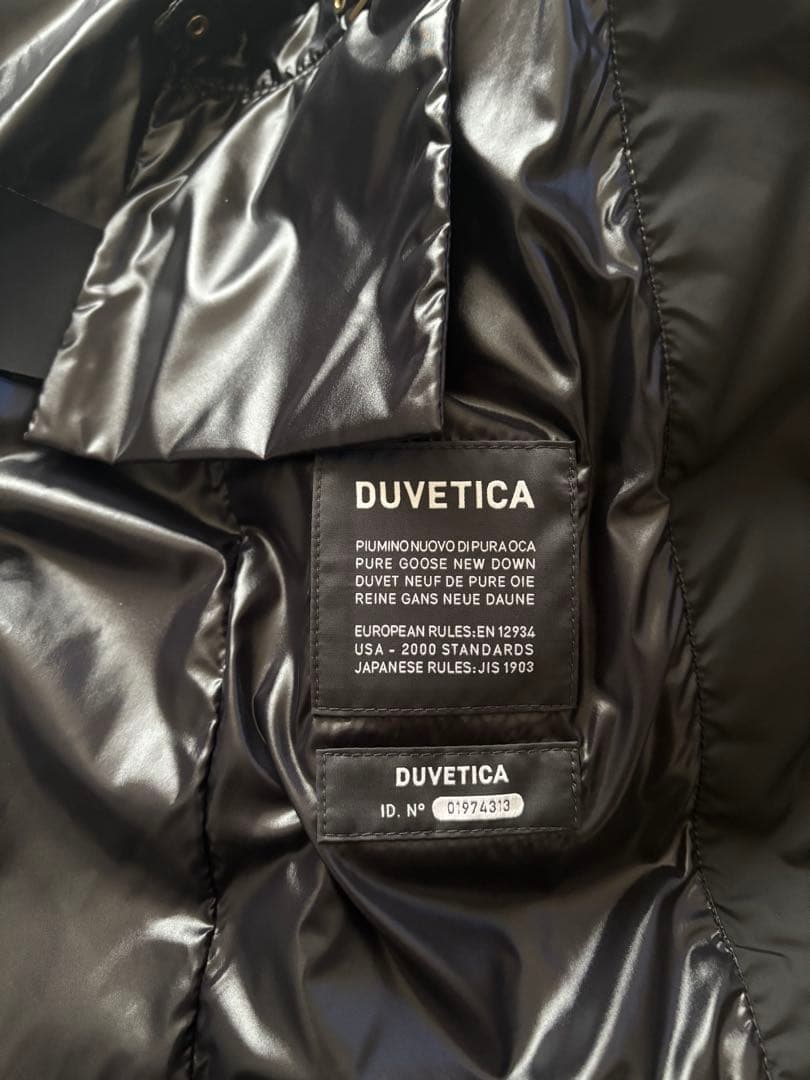 DUVETICA
PIUMINO NUOVO DI PURA OCA
PURE GOOSE NEW DOWN
DUVET NEUF DE PURE OIE
REINE GANS NEUE DAUNE
EUROPEAN RULES: EN 12934
USA - 2000 STANDARDS
JAPANESE RULES: JIS 1903
DUVETICA
ID. Nº 01974313